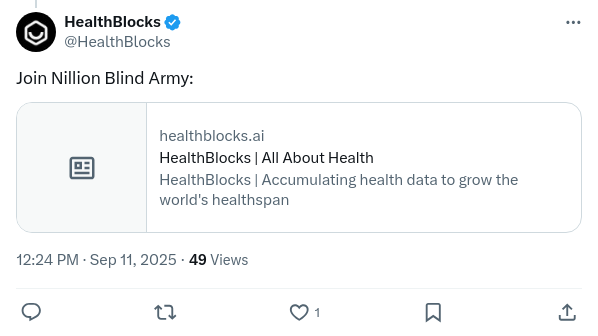 HealthBlocks
@HealthBlocks
Join Nillion Blind Army:
healthblocks.ai
HealthBlocks | All About Health
HealthBlocks | Accumulating health data to grow the
world's healthspan
12:24 PM · Sep 11, 2025 · 49 Views
1